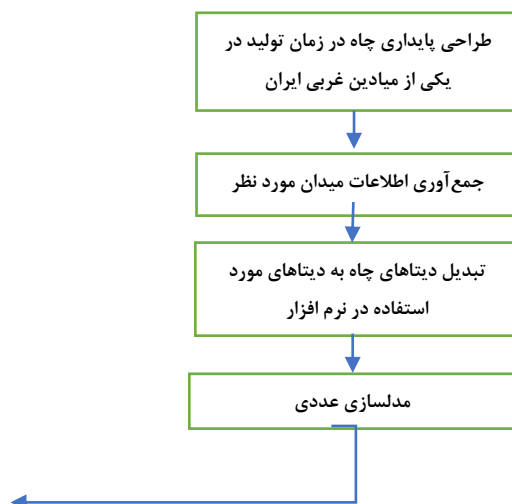 طراحی پایداری چاه در زمان تولید در
یکی از میادین غربی ایران
جمع‌آوری اطلاعات میدان مورد نظر
تبدیل دیتاهای چاه به دیتاهای مورد
استفاده در نرم افزار
مدلسازی عددی